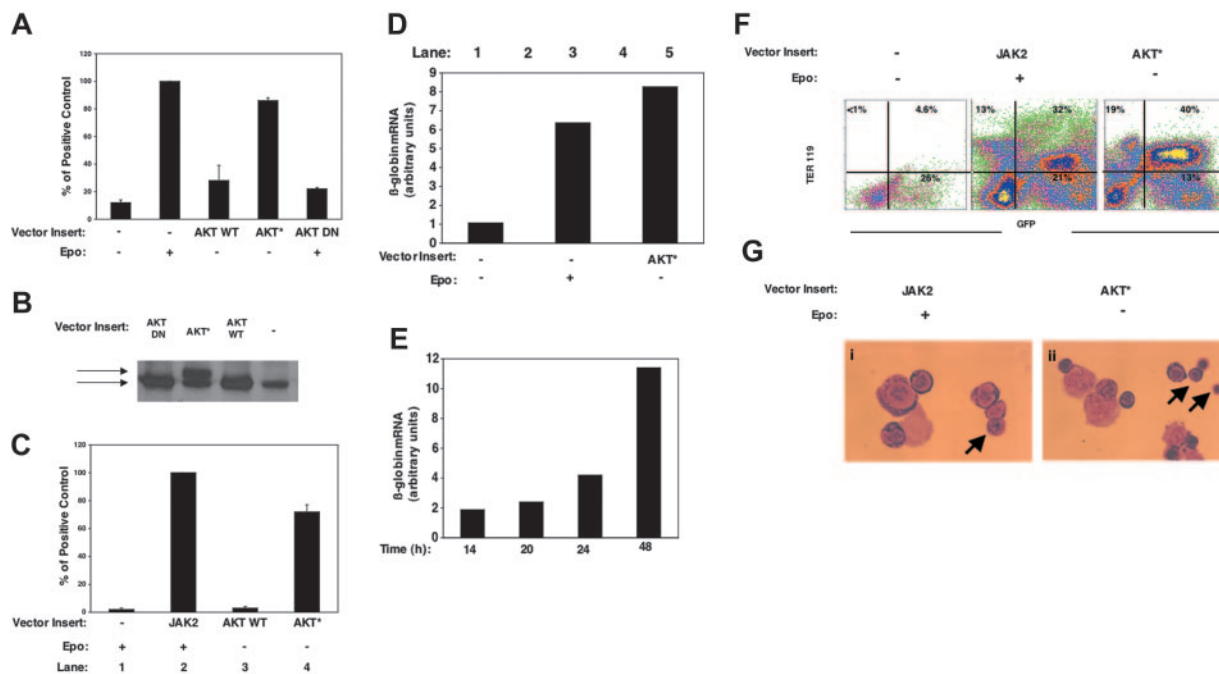 A
% of Positive Control
120
100
80
60
40
20
0
Vector Insert: - - AKT WT AKT* AKT DN
Epo: - + - - +
B
Vector Insert: AKT DN AKT* AKT WT -
C
% of Positive Control
120
100
80
60
40
20
0
Vector Insert: - JAK2 AKT WT AKT*
Epo: + + - -
Lane: 1 2 3 4
D
Lane: 1 2 3 4 5
ß-globin mRNA
(arbitrary units)
9
8
7
6
5
4
3
2
1
0
Vector Insert: - - AKT*
Epo: - + -
E
ß-globin mRNA
(arbitrary units)
12
10
8
6
4
2
0
Time (h): 14 20 24 48
F
Vector Insert: - JAK2 AKT*
Epo: - + -
<1% 4.6% 13% 32% 19% 40%
26% 21% 13%
TER 119
GFP
G
Vector Insert: JAK2 AKT*
Epo: + -
i ii